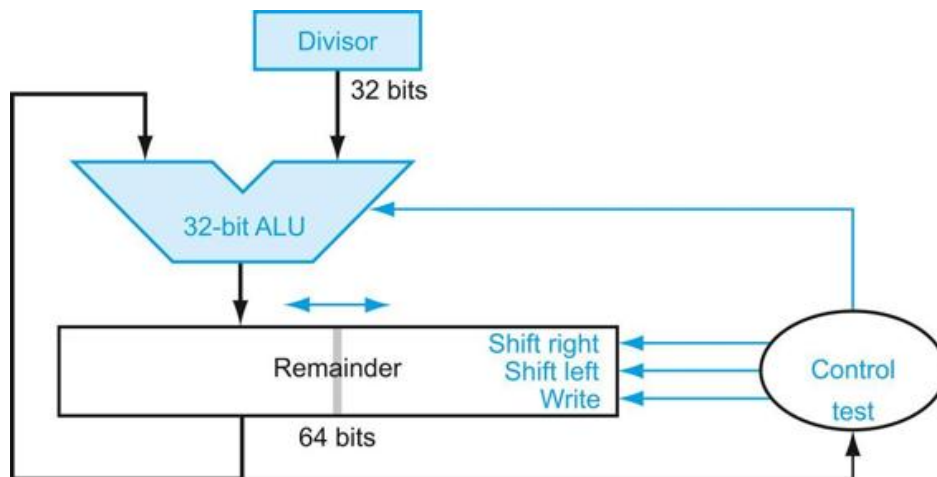 Divisor
32 bits
32-bit ALU
Remainder
Shift right
Shift left
Write
64 bits
Control
test